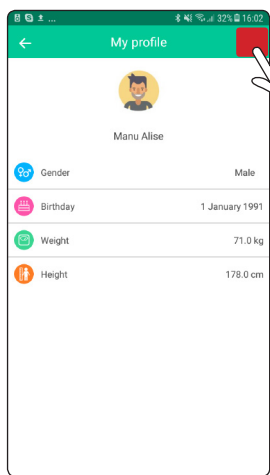 ... 32% 16:02
My profile
Manu Alise
Gender Male
Birthday 1 January 1991
Weight 71.0 kg
Height 178.0 cm